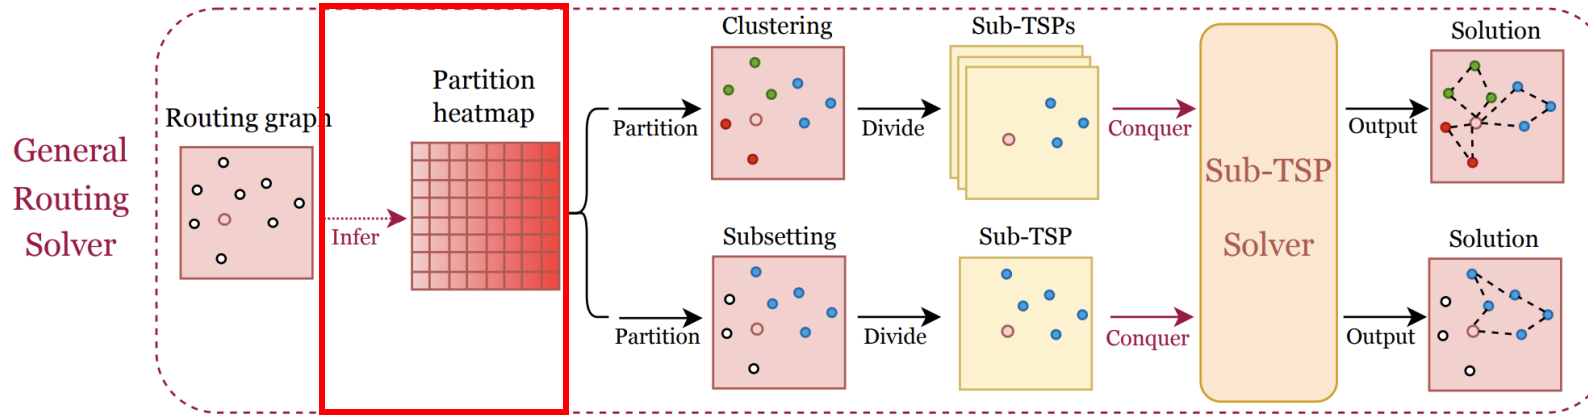 General
Routing
Solver
Routing graph
Infer
Partition
heatmap
Partition
Clustering
Divide
Sub-TSPs
Conquer
Partition
Subsetting
Divide
Sub-TSP
Conquer
Sub-TSP
Solver
Output
Solution
Output
Solution